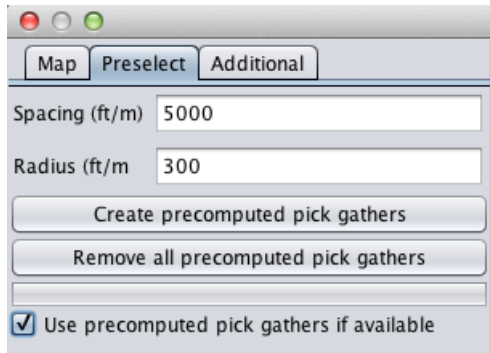 Map Preselect Additional
Spacing (ft/m) 5000
Radius (ft/m 300
Create precomputed pick gathers
Remove all precomputed pick gathers
Use precomputed pick gathers if available